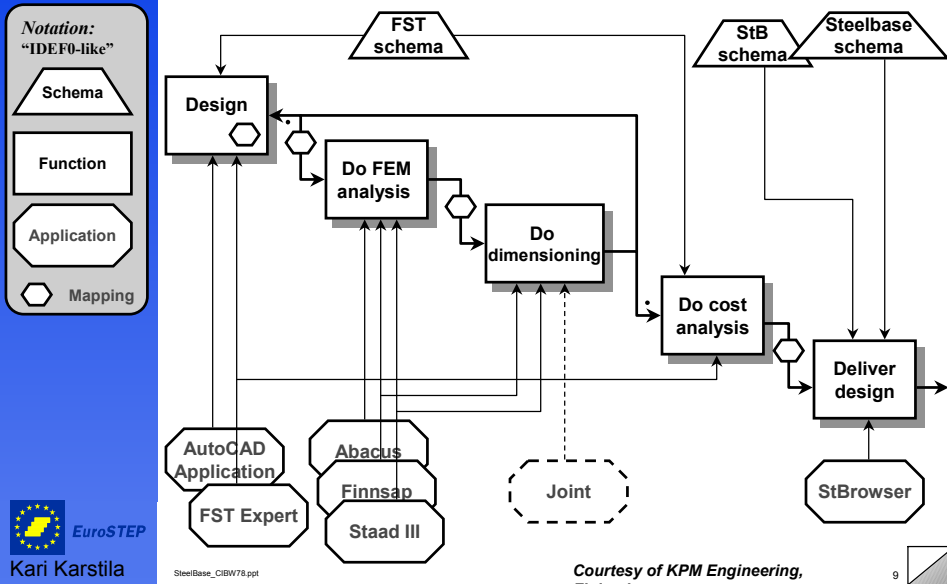 Notation:
“IDEF0-like”
Schema
Function
Application
Mapping
FST
schema
StB
schema
Steelbase
schema
Design
Do FEM
analysis
Do
dimensioning
Do cost
analysis
Deliver
design
AutoCAD
Application
FST Expert
Abacus
Finnsap
Staad III
Joint
StBrowser
EuroSTEP
Kari Karstila
SteelBase_CIBW78.ppt
Courtesy of KPM Engineering,
9